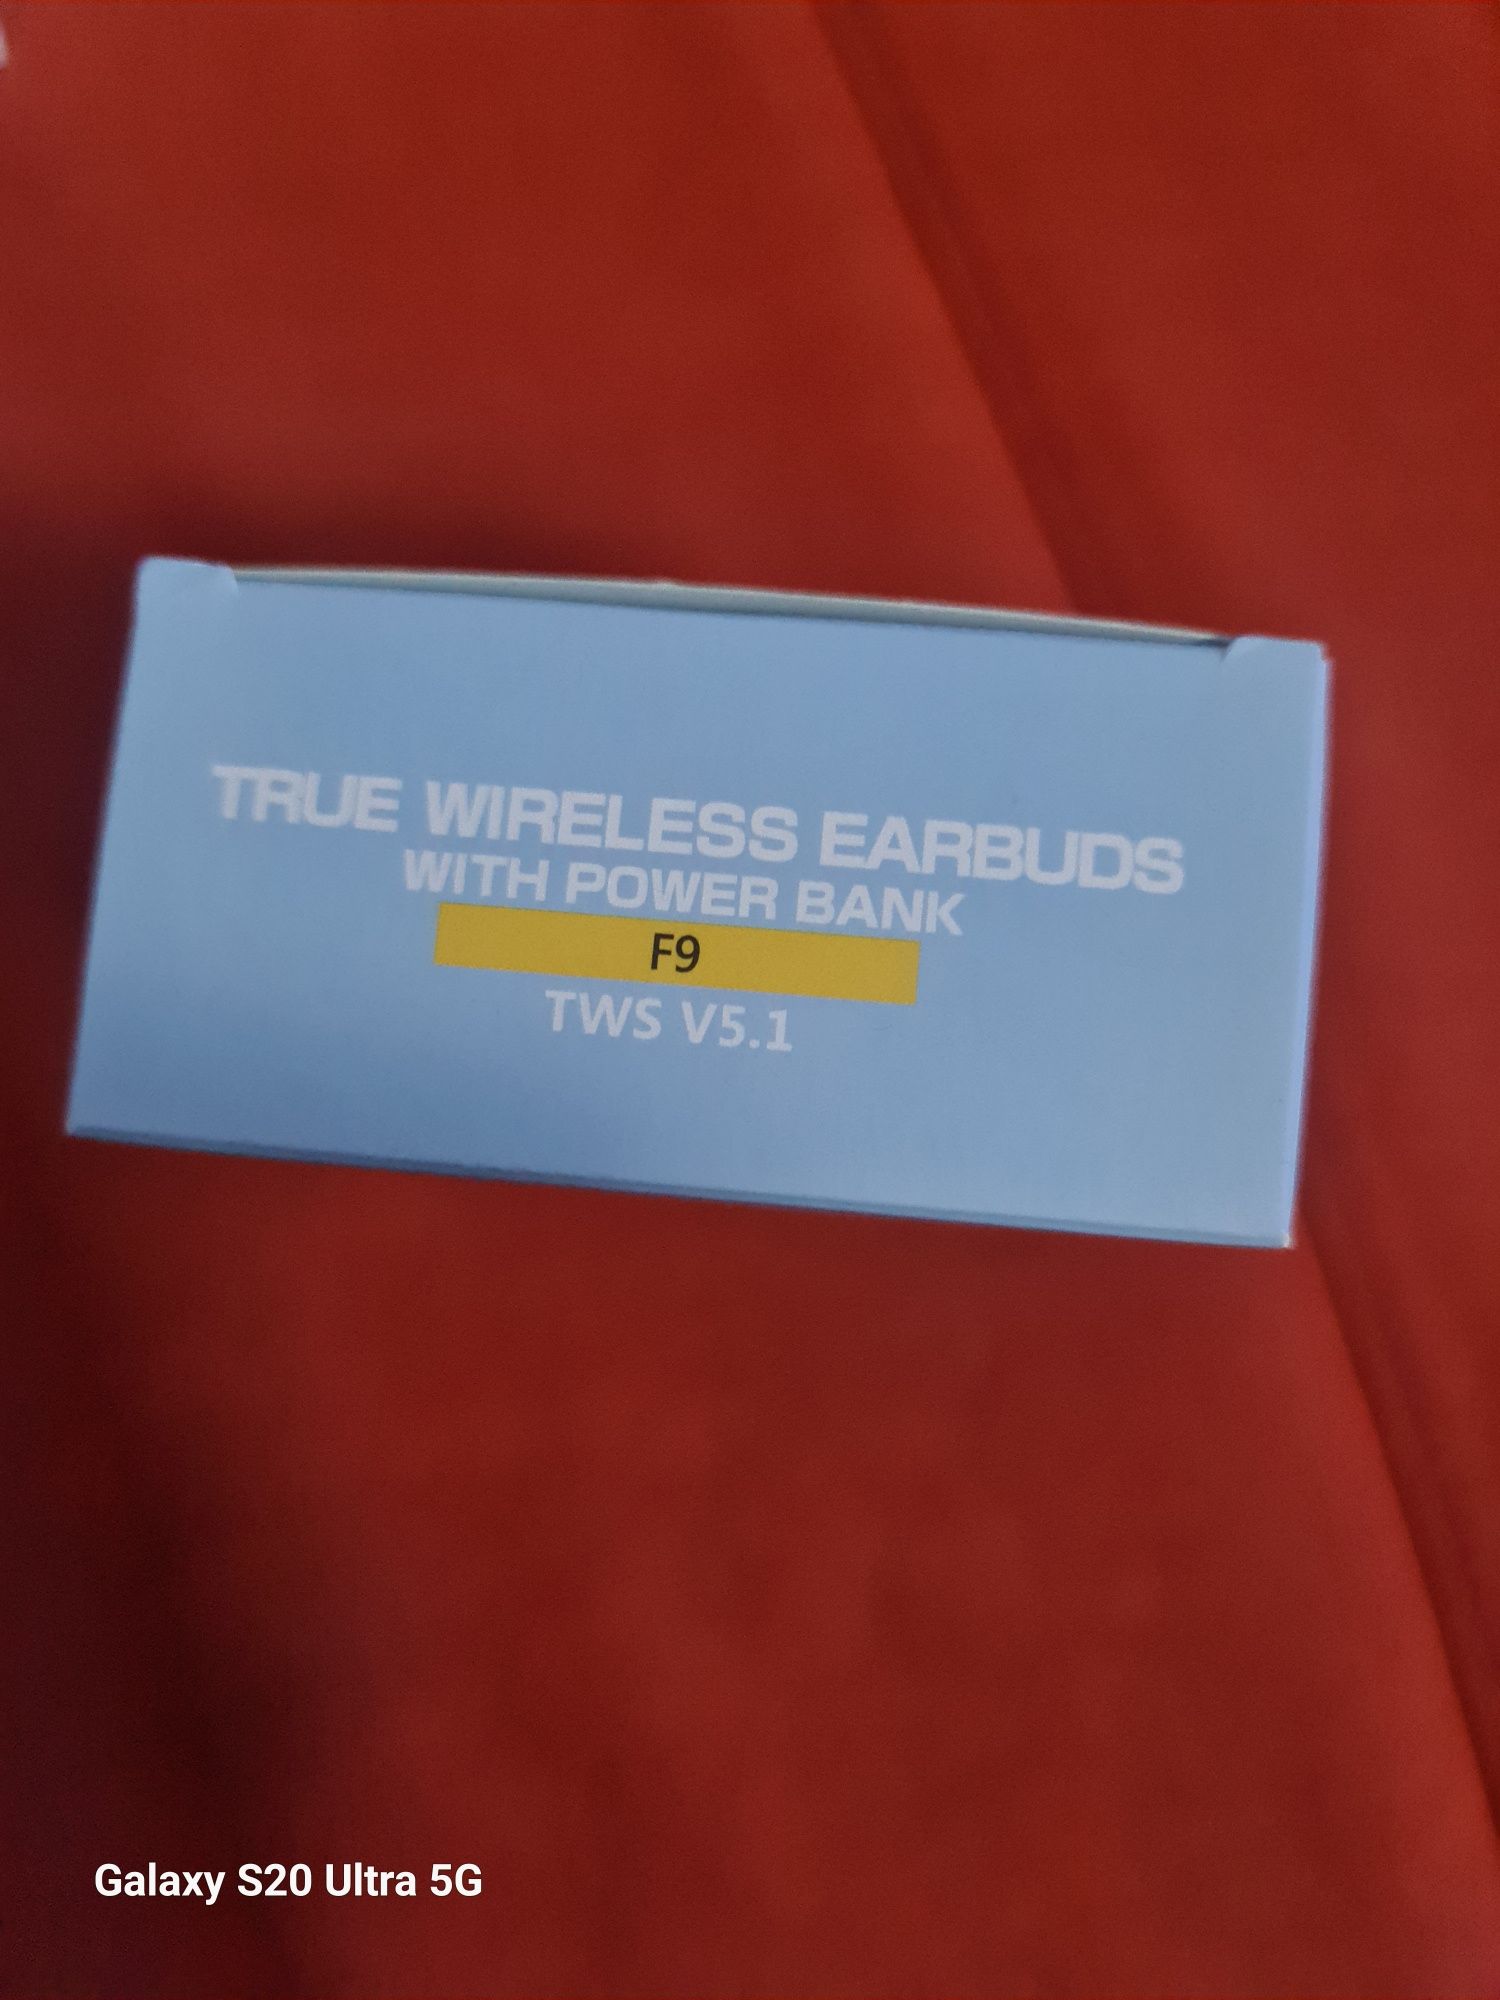 TRUE WIRELESS EARBUDS
WITH POWER BANK
F9
TWS V5.1
Galaxy S20 Ultra 5G